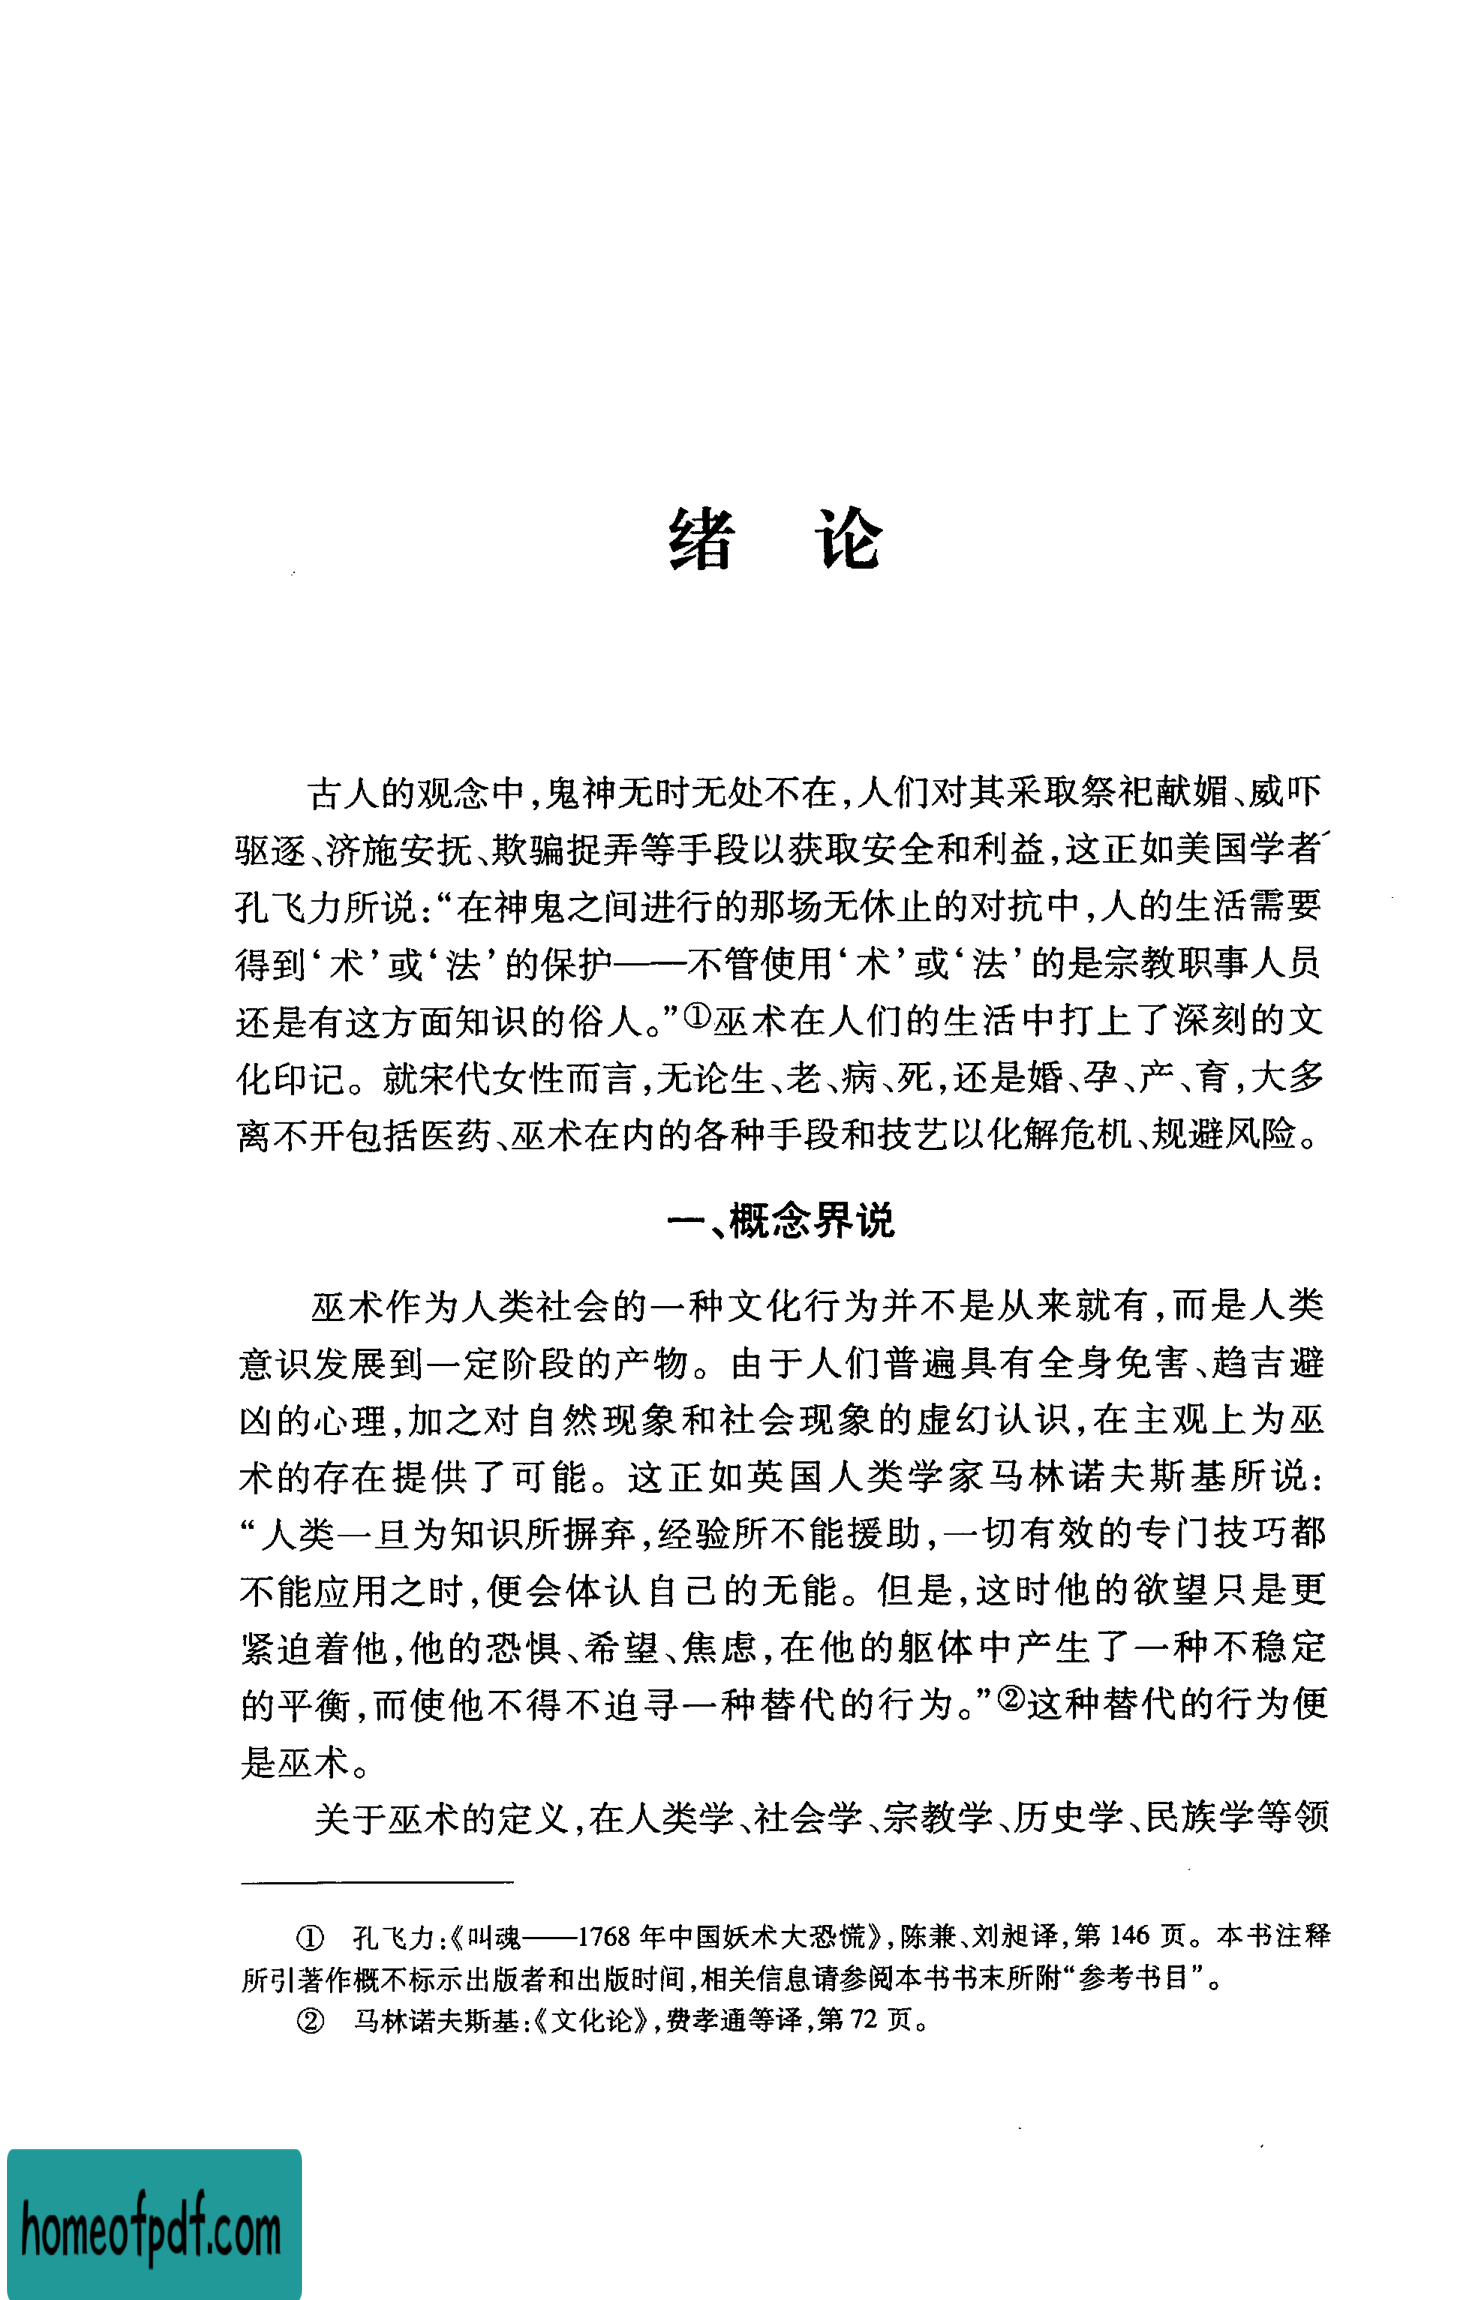 绪　论
古人的观念中,鬼神无时无处不在,人们对其采取祭祀献媚、威吓
驱逐、济施安抚、欺骗捉弄等手段以获取安全和利益,这正如美国学者
孔飞力所说:“在神鬼之间进行的那场无休止的对抗中,人的生活需要
得到‘术’或‘法’的保护——不管使用‘术’或‘法’的是宗教职事人员
还是有这方面知识的俗人。”①巫术在人们的生活中打上了深刻的文
化印记。就宋代女性而言,无论生、老、病、死,还是婚、孕、产、育,大多
离不开包括医药、巫术在内的各种手段和技艺以化解危机、规避风险。
一、概念界说
巫术作为人类社会的一种文化行为并不是从来就有,而是人类
意识发展到一定阶段的产物。由于人们普遍具有全身免害、趋吉避
凶的心理,加之对自然现象和社会现象的虚幻认识,在主观上为巫
术的存在提供了可能。这正如英国人类学家马林诺夫斯基所说:
“人类一旦为知识所摒弃,经验所不能援助,一切有效的专门技巧都
不能应用之时,便会体认自己的无能。但是,这时他的欲望只是更
紧迫着他,他的恐惧、希望、焦虑,在他的躯体中产生了一种不稳定
的平衡,而使他不得不迫寻一种替代的行为。”②这种替代的行为便
是巫术。
关于巫术的定义,在人类学、社会学、宗教学、历史学、民族学等领
①　孔飞力:《叫魂——1768 年中国妖术大恐慌》,陈兼、刘昶译,第 146 页。本书注释
所引著作概不标示出版者和出版时间,相关信息请参阅本书书末所附“参考书目”。
②　马林诺夫斯基:《文化论》,费孝通等译,第 72 页。
homeofpdf.com